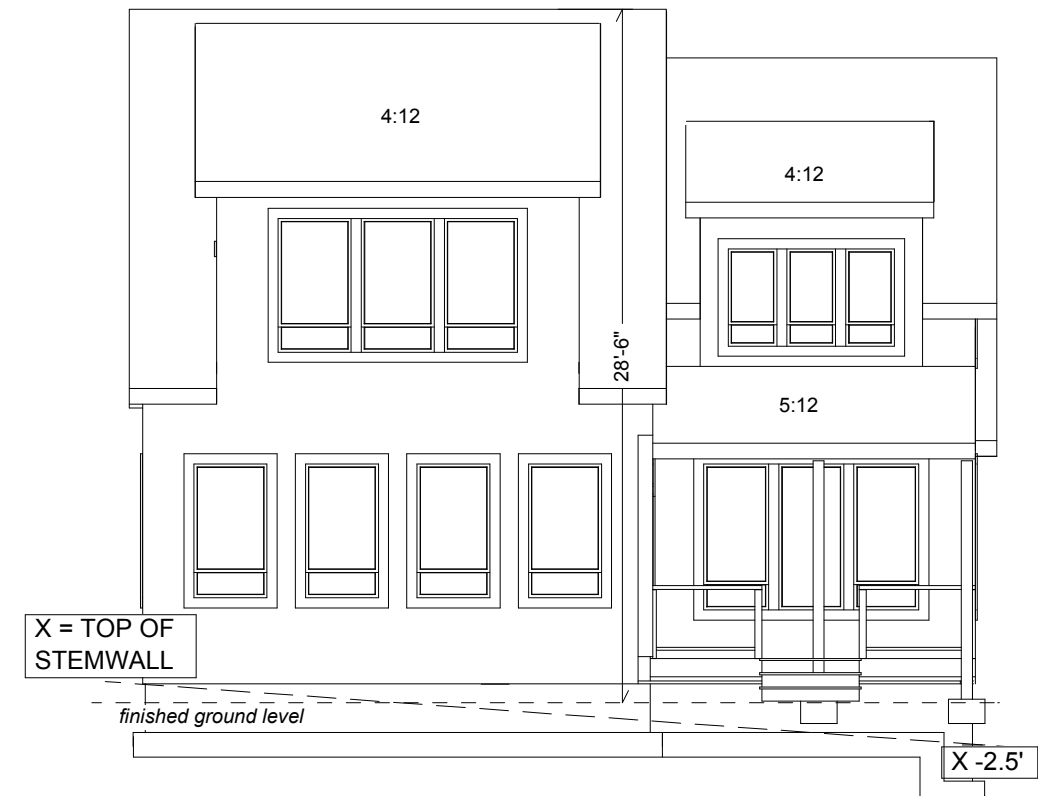 4:12
4:12
28'-6"
5:12
X = TOP OF
STEMWALL
finished ground level
X -2.5'